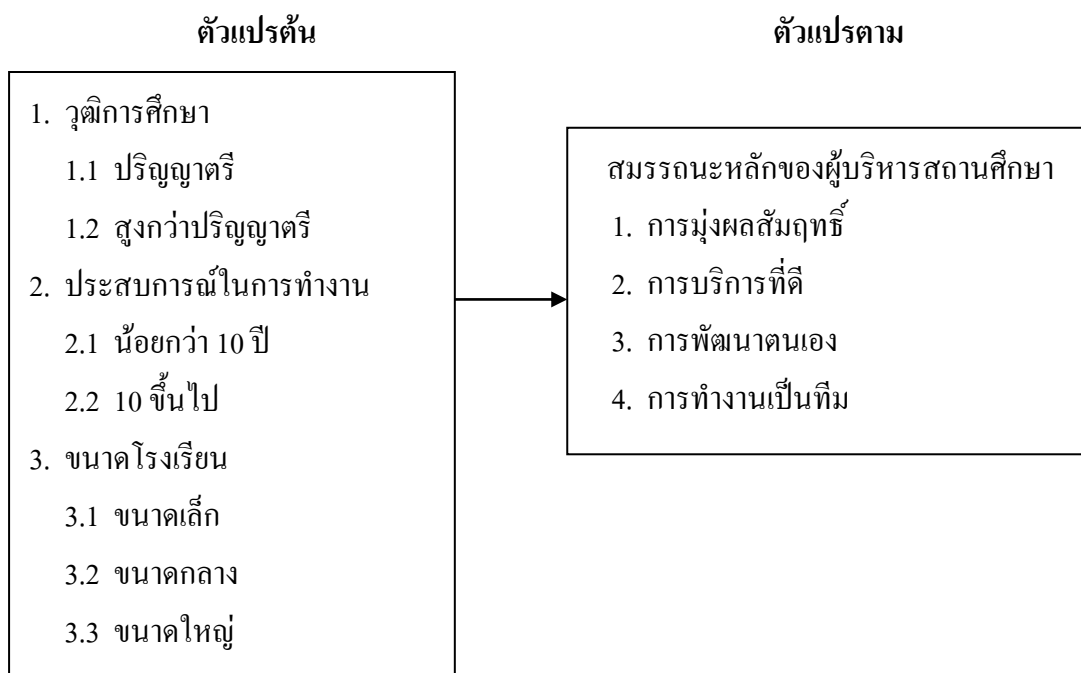 ตัวแปรต้น
1. วุฒิการศึกษา
1.1 ปริญญาตรี
1.2 สูงกว่าปริญญาตรี
2. ประสบการณ์ในการทำงาน
2.1 น้อยกว่า 10 ปี
2.2 10 ขึ้นไป
3. ขนาดโรงเรียน
3.1 ขนาดเล็ก
3.2 ขนาดกลาง
3.3 ขนาดใหญ่
ตัวแปรตาม
สมรรถนะหลักของผู้บริหารสถานศึกษา
1. การมุ่งผลสัมฤทธิ์
2. การบริการที่ดี
3. การพัฒนาตนเอง
4. การทำงานเป็นทีม